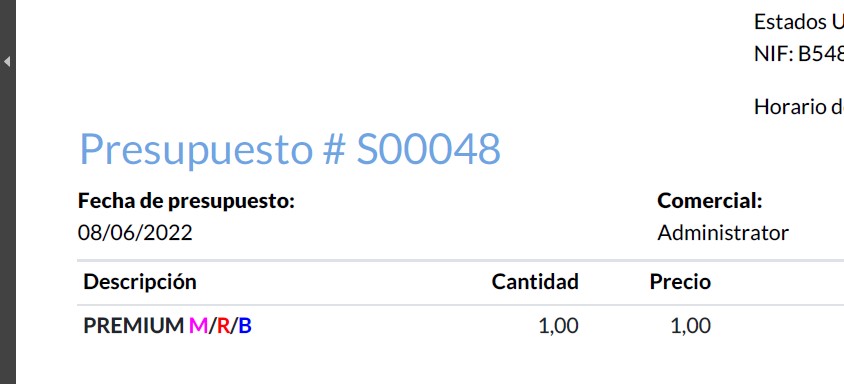 Estados U
NIF: B548
Horario d
Presupuesto # S00048
Fecha de presupuesto: Comercial:
08/06/2022 Administrator
Descripción Cantidad Precio
PREMIUM M/R/B 1,00 1,00